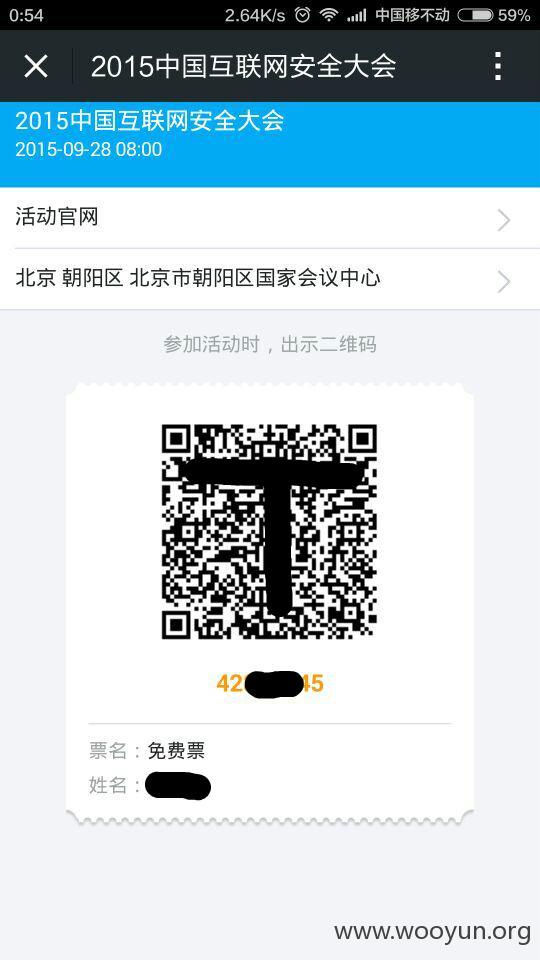 0:54 2.64K/s 中国移不动 59%
2015中国互联网安全大会
2015中国互联网安全大会
2015-09-28 08:00
活动官网
北京 朝阳区 北京市朝阳区国家会议中心
参加活动时，出示二维码
42 45
票名：免费票
姓名：
www.wooyun.org